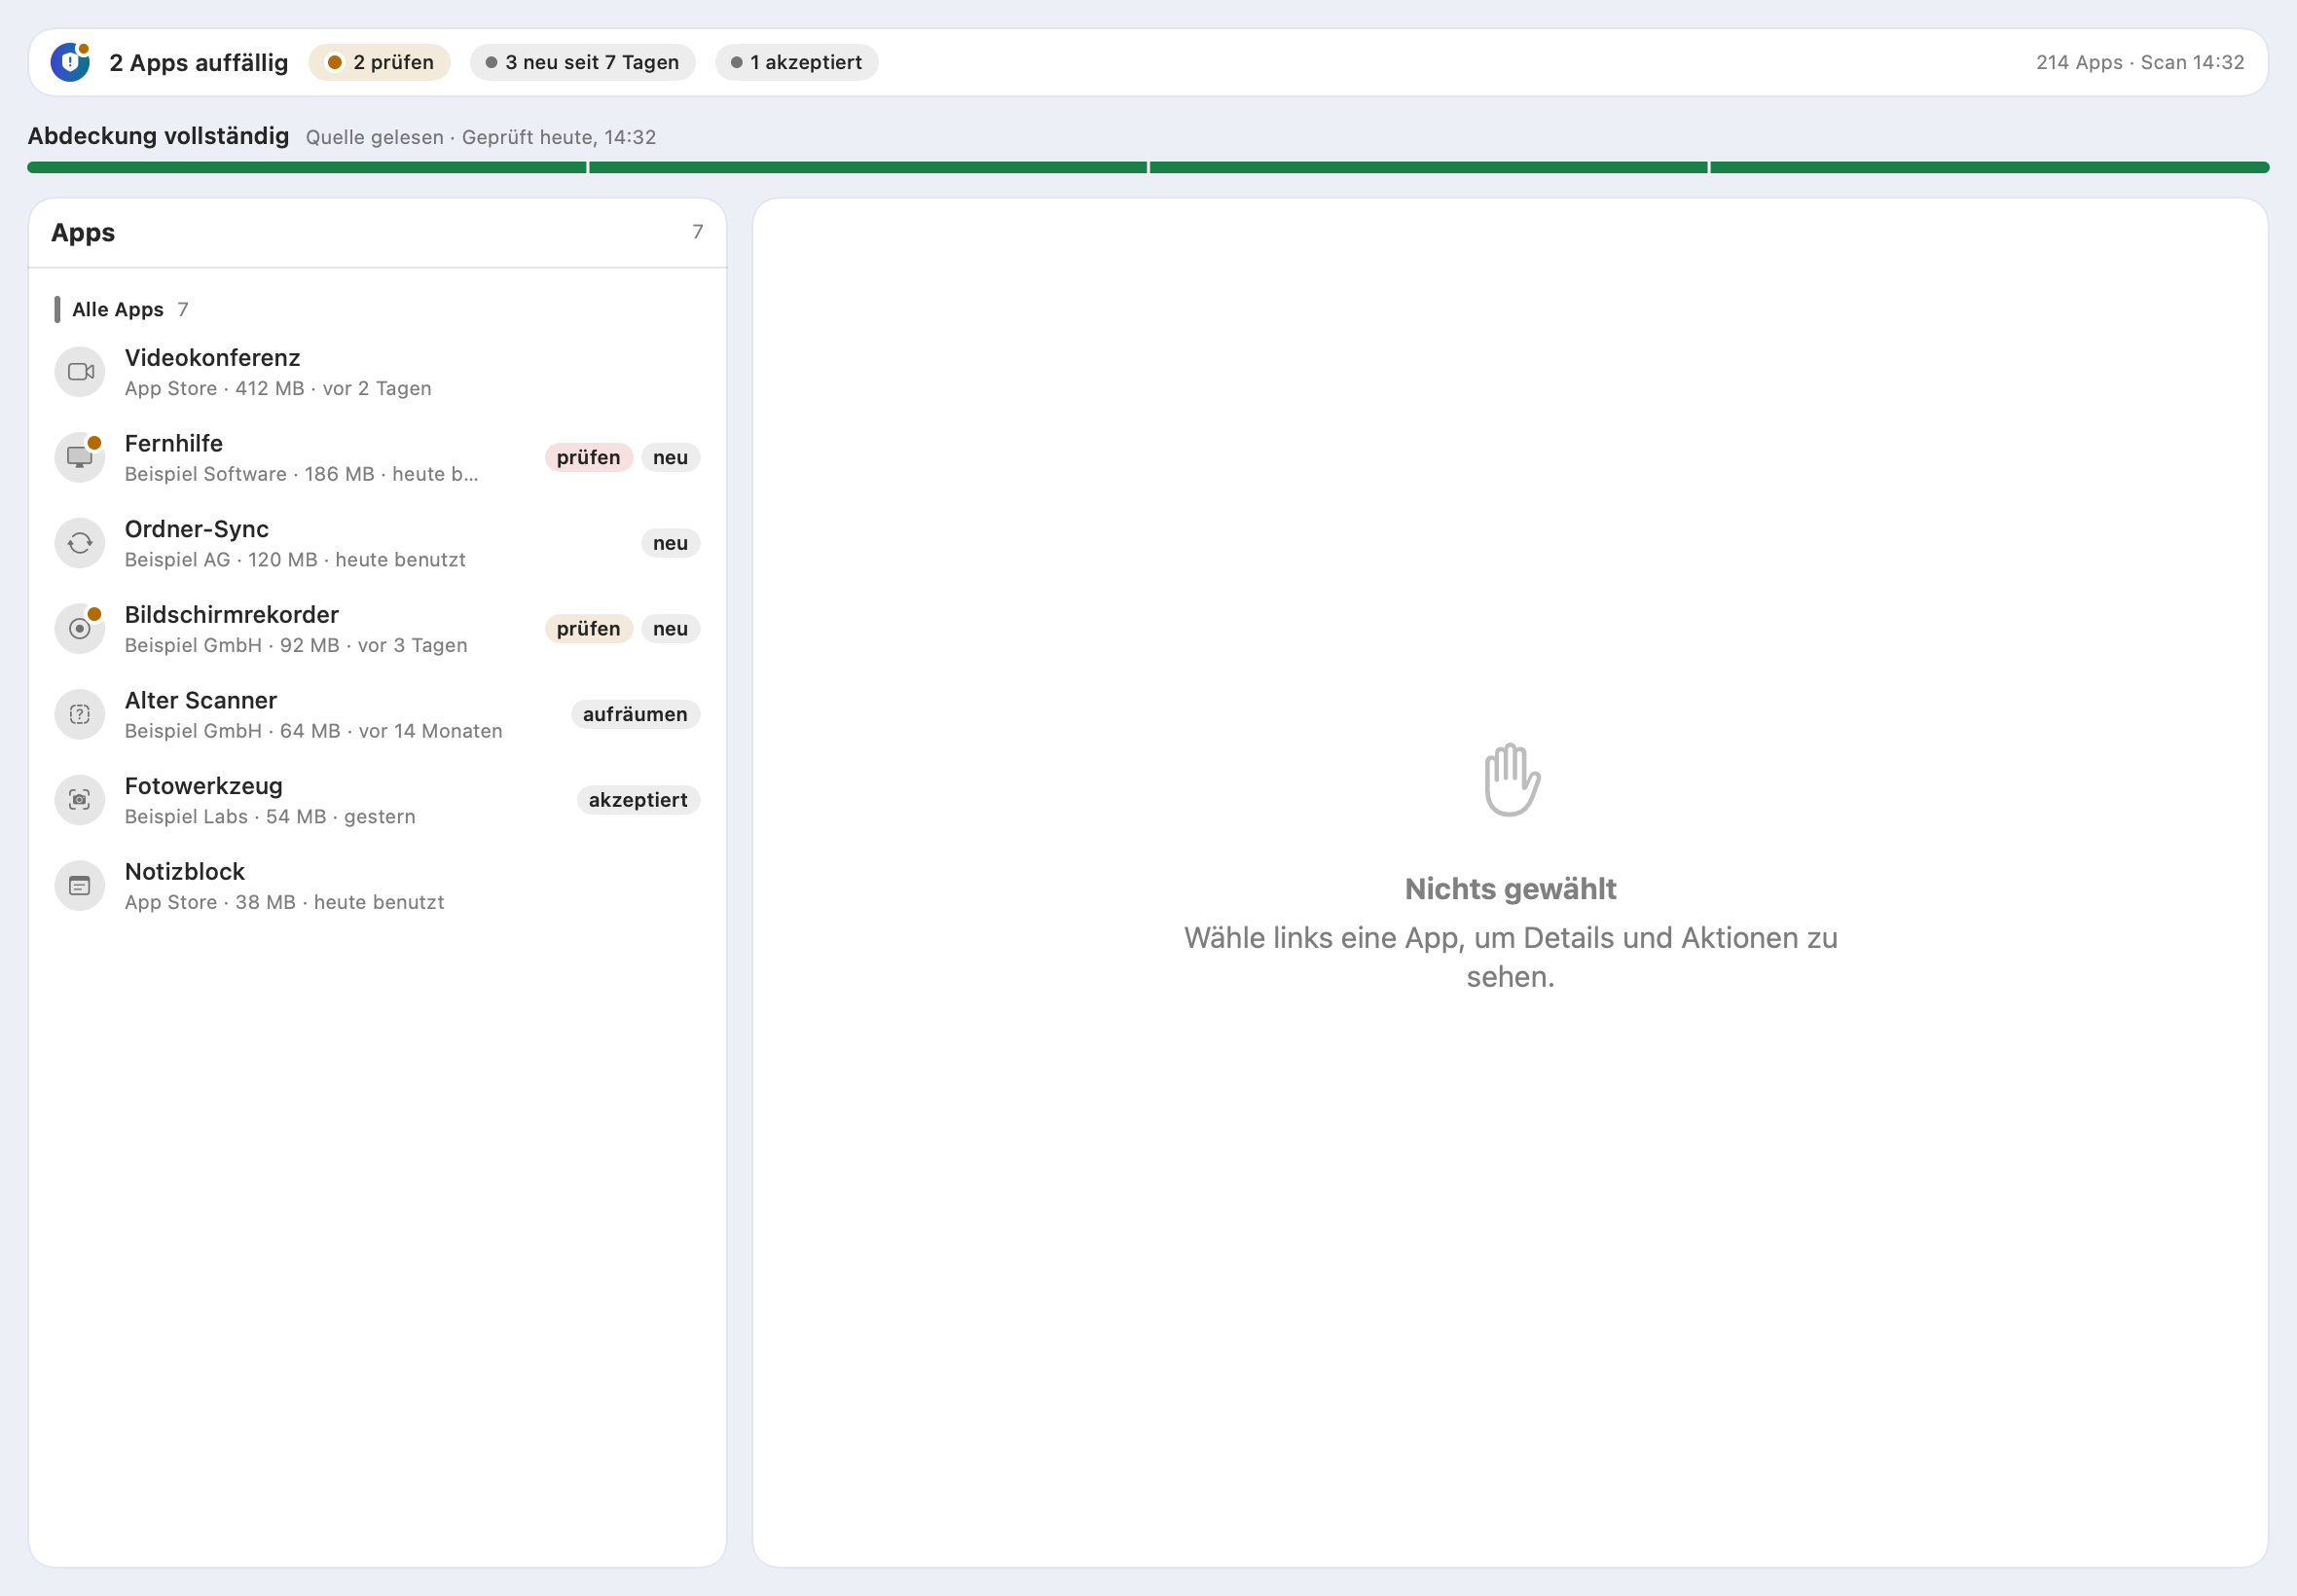 2 Apps auffällig
2 prüfen
3 neu seit 7 Tagen
1 akzeptiert
214 Apps · Scan 14:32
Abdeckung vollständig
Quelle gelesen · Geprüft heute, 14:32
Apps
7
Alle Apps 7
Videokonferenz
App Store · 412 MB · vor 2 Tagen
Fernhilfe
Beispiel Software · 186 MB · heute b...
prüfen
neu
Ordner-Sync
Beispiel AG · 120 MB · heute benutzt
neu
Bildschirmrekorder
Beispiel GmbH · 92 MB · vor 3 Tagen
prüfen
neu
Alter Scanner
Beispiel GmbH · 64 MB · vor 14 Monaten
aufräumen
Fotowerkzeug
Beispiel Labs · 54 MB · gestern
akzeptiert
Notizblock
App Store · 38 MB · heute benutzt
Nichts gewählt
Wähle links eine App, um Details und Aktionen zu
sehen.